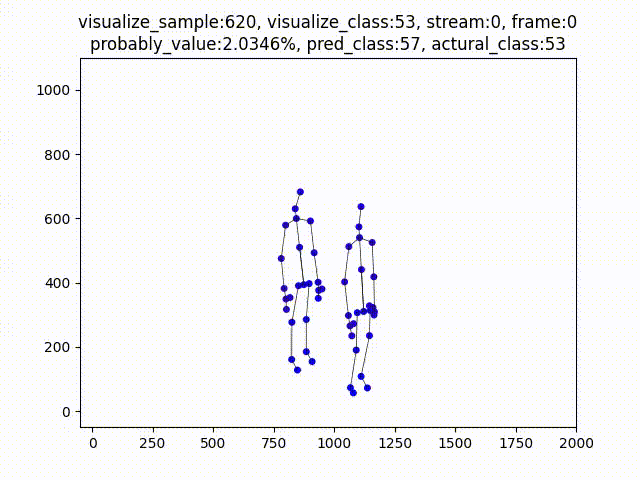 visualize_sample:620, visualize_class:53, stream:0, frame:0
probably_value:2.0346%, pred_class:57, actural_class:53
1000
800
600
400
200
0
0 250 500 750 1000 1250 1500 1750 2000